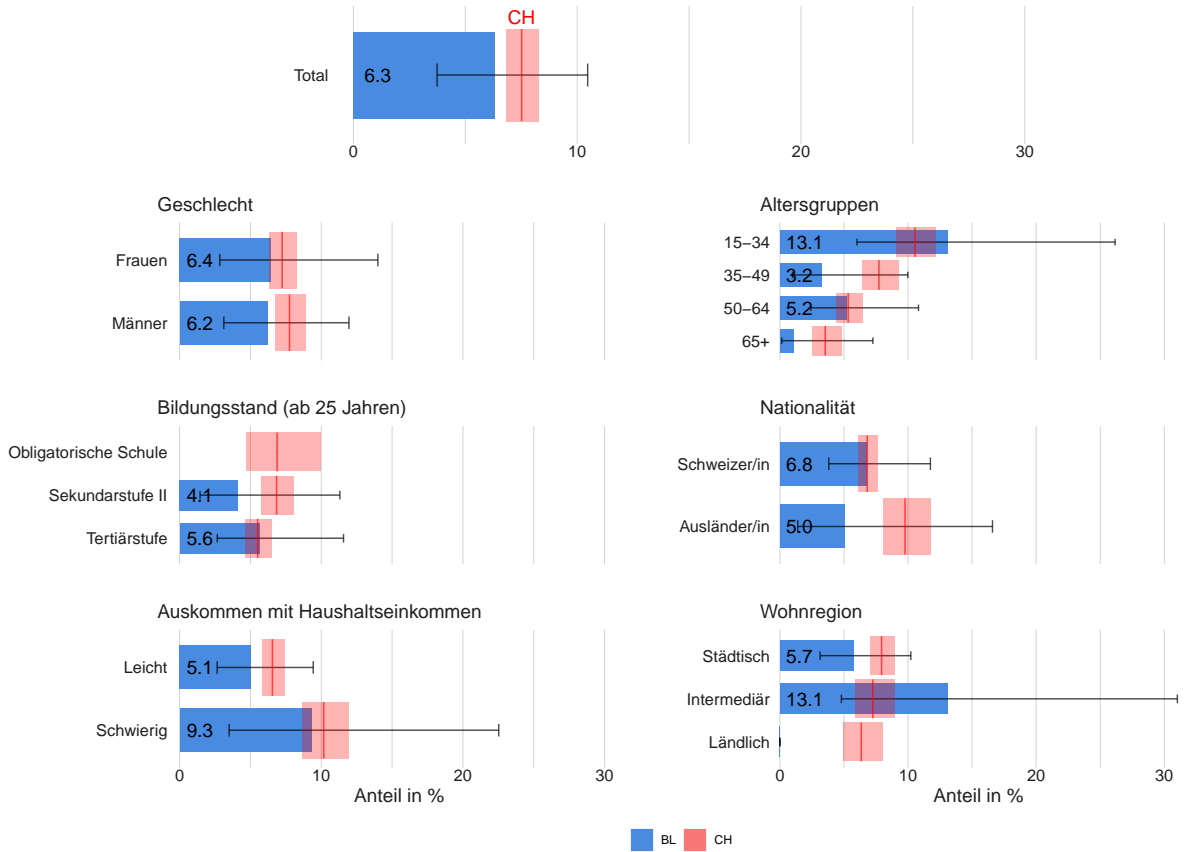 CH
Total
6.3
0 10 20 30
Geschlecht
Frauen 6.4
Männer 6.2
Altersgruppen
15–34 13.1
35–49 3.2
50–64 5.2
65+
Bildungsstand (ab 25 Jahren)
Obligatorische Schule
Sekundarstufe II 4.1
Tertiärstufe 5.6
Nationalität
Schweizer/in 6.8
Ausländer/in 5.0
Auskommen mit Haushaltseinkommen
Leicht 5.1
Schwierig 9.3
0 10 20 30
Anteil in %
Wohnregion
Städtisch 5.7
Intermediär 13.1
Ländlich
0 10 20 30
Anteil in %
BL CH